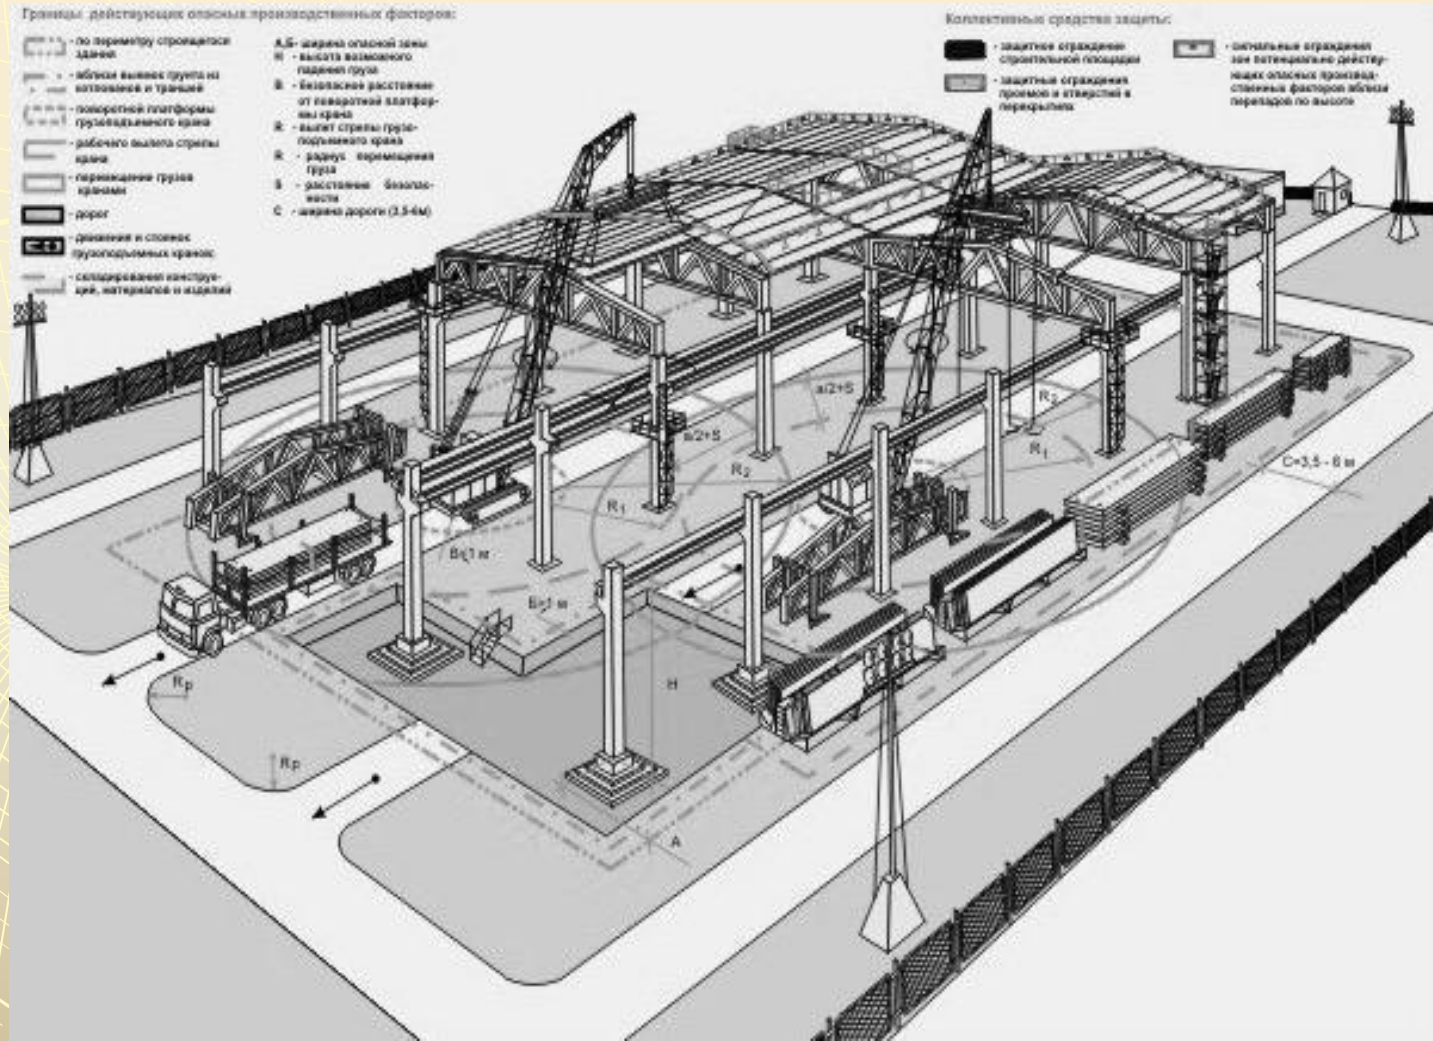 Границы действующих опасных производственных факторов:
- по периметру строящегося
здания
- вблизи выемок грунта из
котлованов и траншей
- поворотной платформы
грузоподъемного крана
- рабочего вылета стрелы
крана
- перемещение грузов
кранами
- дорог
- движения и стоянок
грузоподъемных кранов;
- складирования конструк-
ций, материалов и изделий
А,Б- ширина опасной зоны
Н - высота возможного
падения груза
В - безопасное расстояние
от поворотной платфор-
мы крана
R - вылет стрелы грузо-
подъемного крана
R - радиус перемещения
груза
S - расстояние безопас-
ности
С - ширина дороги (3,5-6м)
Коллективные средства защиты:
- защитное ограждение
строительной площадки
- защитные ограждения
проемов и отверстий в
перекрытиях
- сигнальные ограждения
зон потенциально действу-
ющих опасных производ-
ственных факторов вблизи
перепадов по высоте
а/2+S
R2
а/2+S
R1
R2
С=3,5 - 6 м
R1
1 м
1 м
Rр
Н
Rр
А